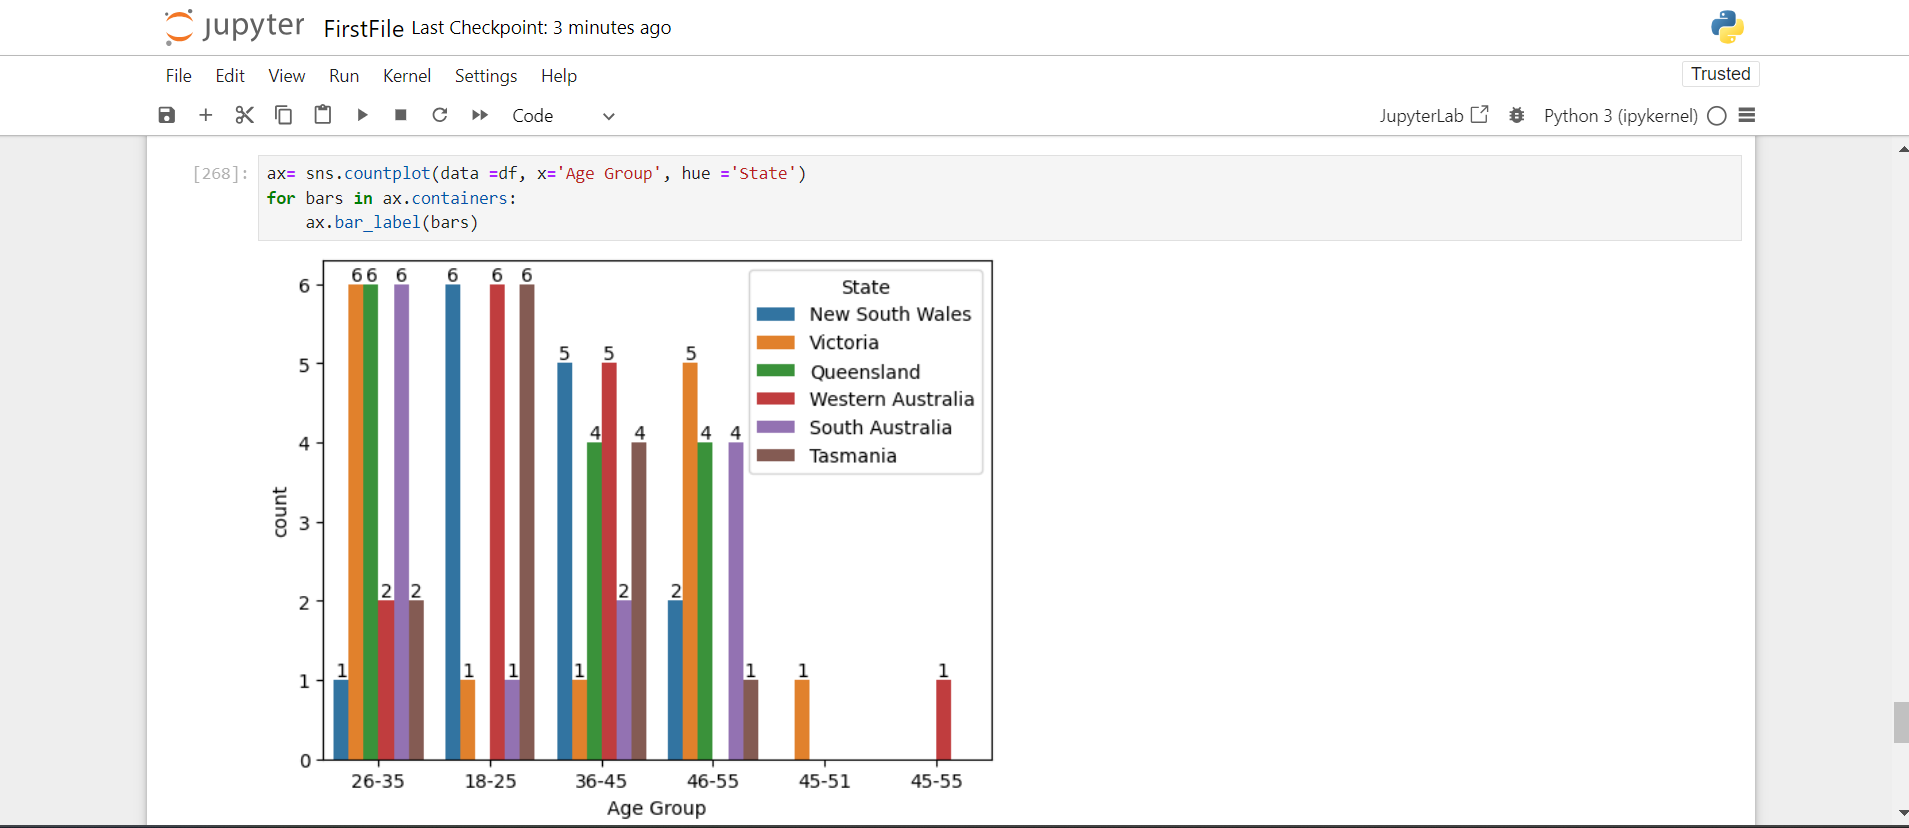 jupyter FirstFile Last Checkpoint: 3 minutes ago
File Edit View Run Kernel Settings Help
Trusted
Code
JupyterLab Python 3 (ipykernel)
[268]: ax= sns.countplot(data =df, x='Age Group', hue ='State')
for bars in ax.containers:
    ax.bar_label(bars)
6 6 6 6 6 6
State
New South Wales
Victoria
Queensland
Western Australia
South Australia
Tasmania
6
5 5 5
5
4 4 4 4
4
count
3
2 2 2 2
2
1 1 1 1 1 1 1
1
0
26-35 18-25 36-45 46-55 45-51 45-55
Age Group